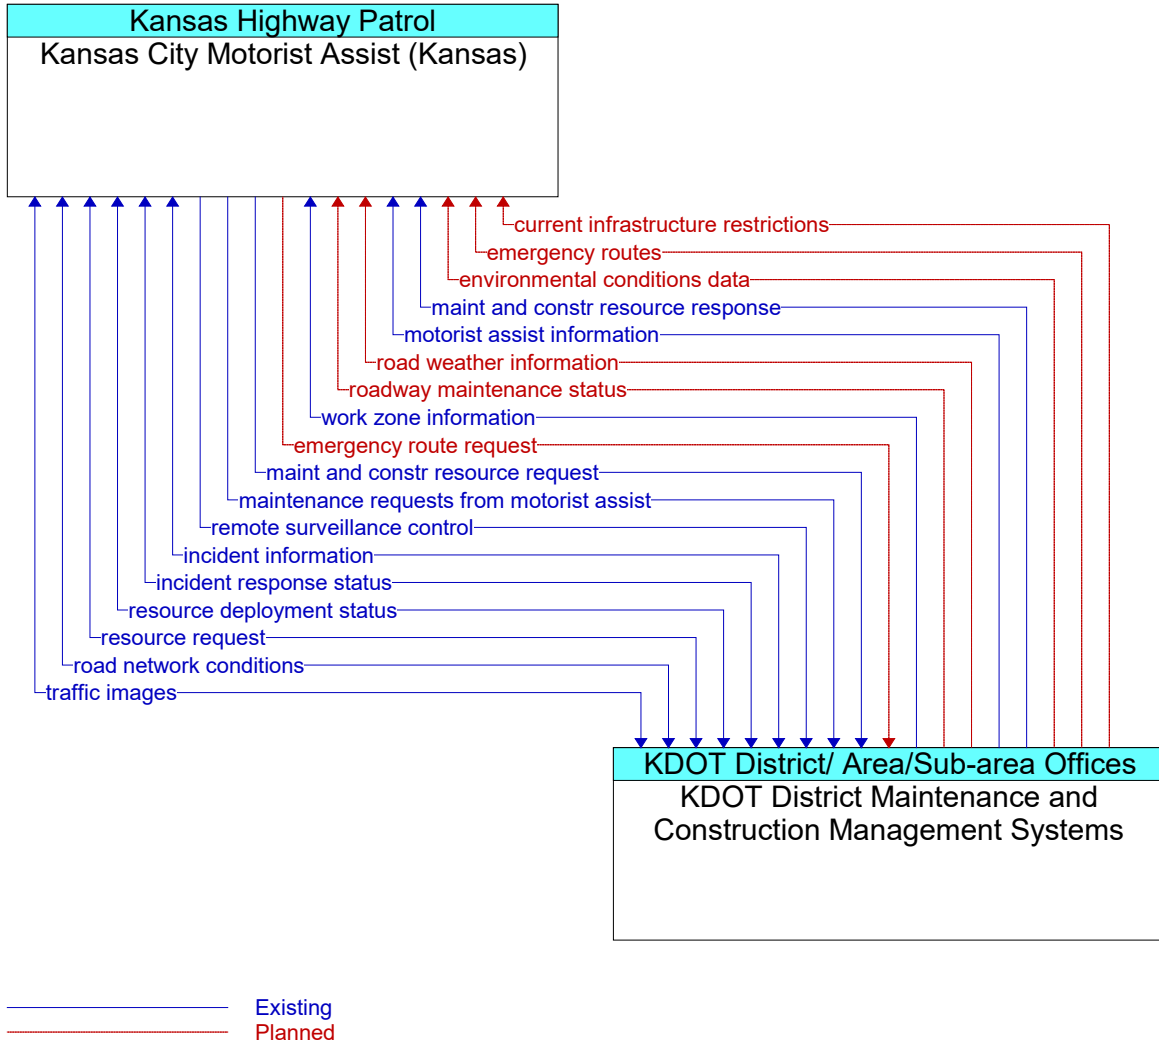 Kansas Highway Patrol
Kansas City Motorist Assist (Kansas)
current infrastructure restrictions
emergency routes
environmental conditions data
maint and constr resource response
motorist assist information
road weather information
roadway maintenance status
work zone information
emergency route request
maint and constr resource request
maintenance requests from motorist assist
remote surveillance control
incident information
incident response status
resource deployment status
resource request
road network conditions
traffic images
KDOT District/ Area/Sub-area Offices
KDOT District Maintenance and
Construction Management Systems
Existing
Planned